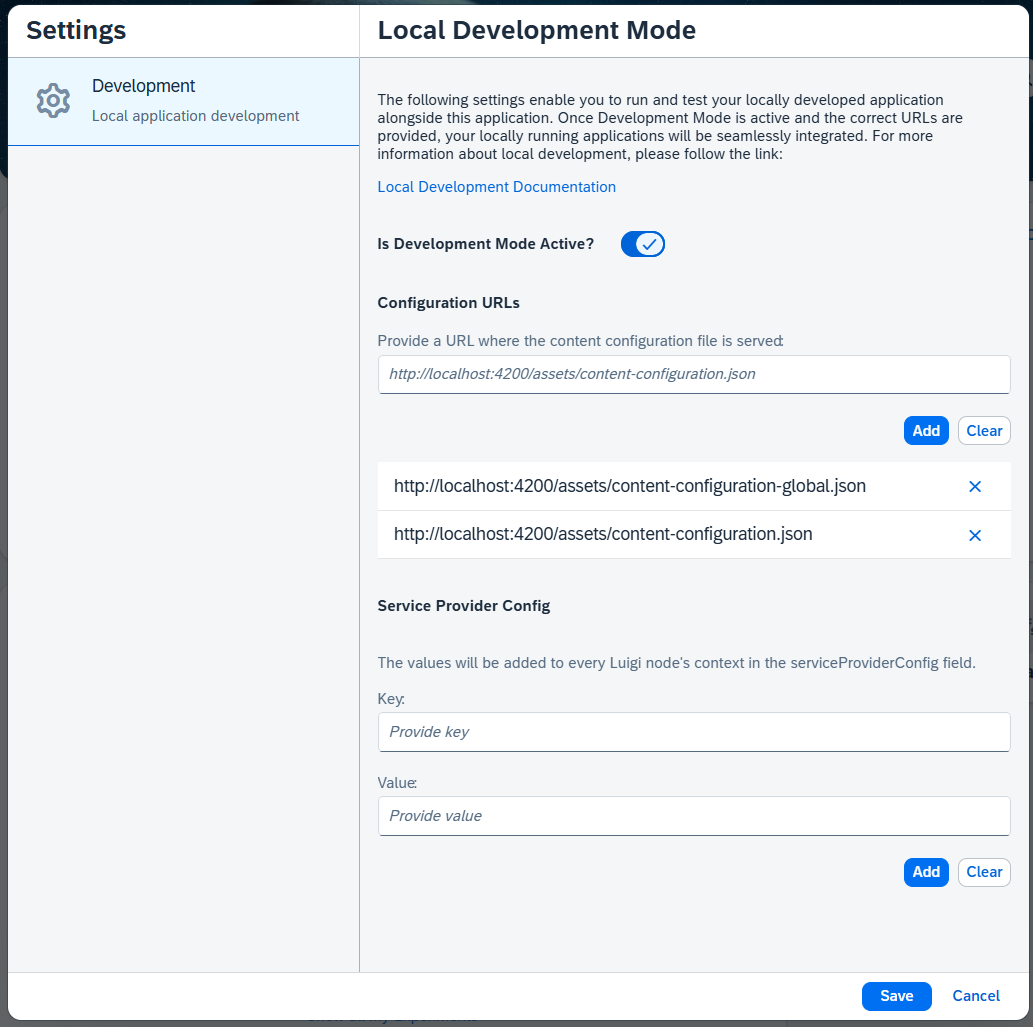 Settings
Local Development Mode
Development
Local application development
The following settings enable you to run and test your locally developed application
alongside this application. Once Development Mode is active and the correct URLs are
provided, your locally running applications will be seamlessly integrated. For more
information about local development, please follow the link:
Local Development Documentation
Is Development Mode Active?
Configuration URLs
Provide a URL where the content configuration file is served:
http://localhost:4200/assets/content-configuration.json
Add Clear
http://localhost:4200/assets/content-configuration-global.json
http://localhost:4200/assets/content-configuration.json
Service Provider Config
The values will be added to every Luigi node's context in the serviceProviderConfig field.
Key:
Provide key
Value:
Provide value
Add Clear
Save Cancel